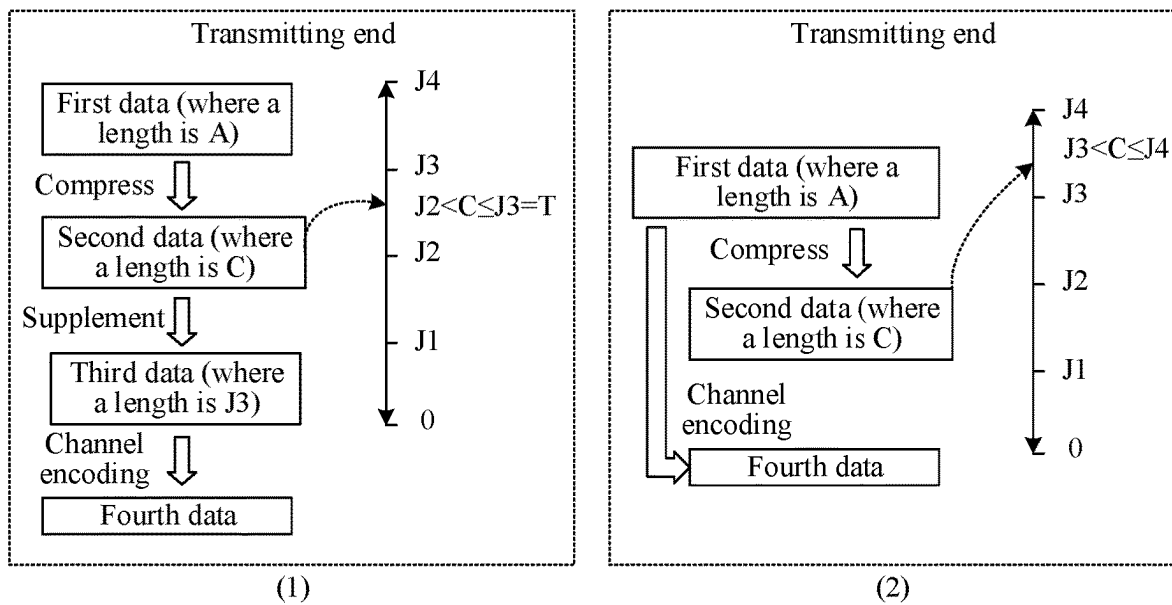 Transmitting end
First data (where a
length is A)
Compress
Second data (where
a length is C)
Supplement
Third data (where
a length is J3)
Channel
encoding
Fourth data
J4
J3
J2<C≤J3=T
J2
J1
0
(1)
Transmitting end
First data (where a
length is A)
Compress
Second data (where
a length is C)
Channel
encoding
Fourth data
J4
J3<C≤J4
J3
J2
J1
0
(2)